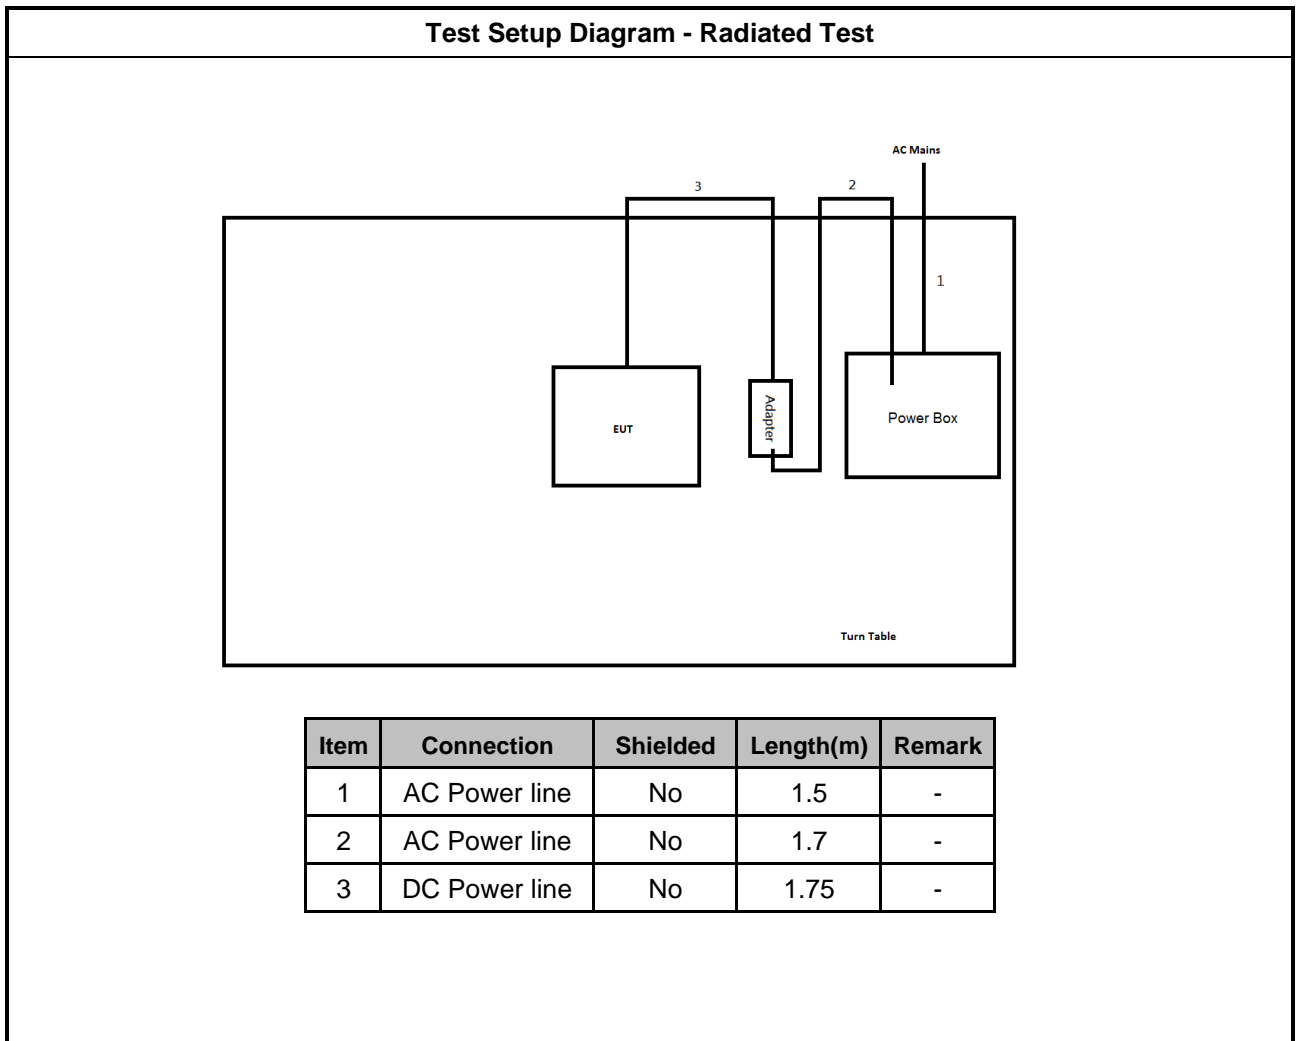 Test Setup Diagram - Radiated Test
AC Mains
3
2
1
EUT
Adapter
Power Box
Turn Table
Item Connection Shielded Length(m) Remark
1 AC Power line No 1.5 -
2 AC Power line No 1.7 -
3 DC Power line No 1.75 -